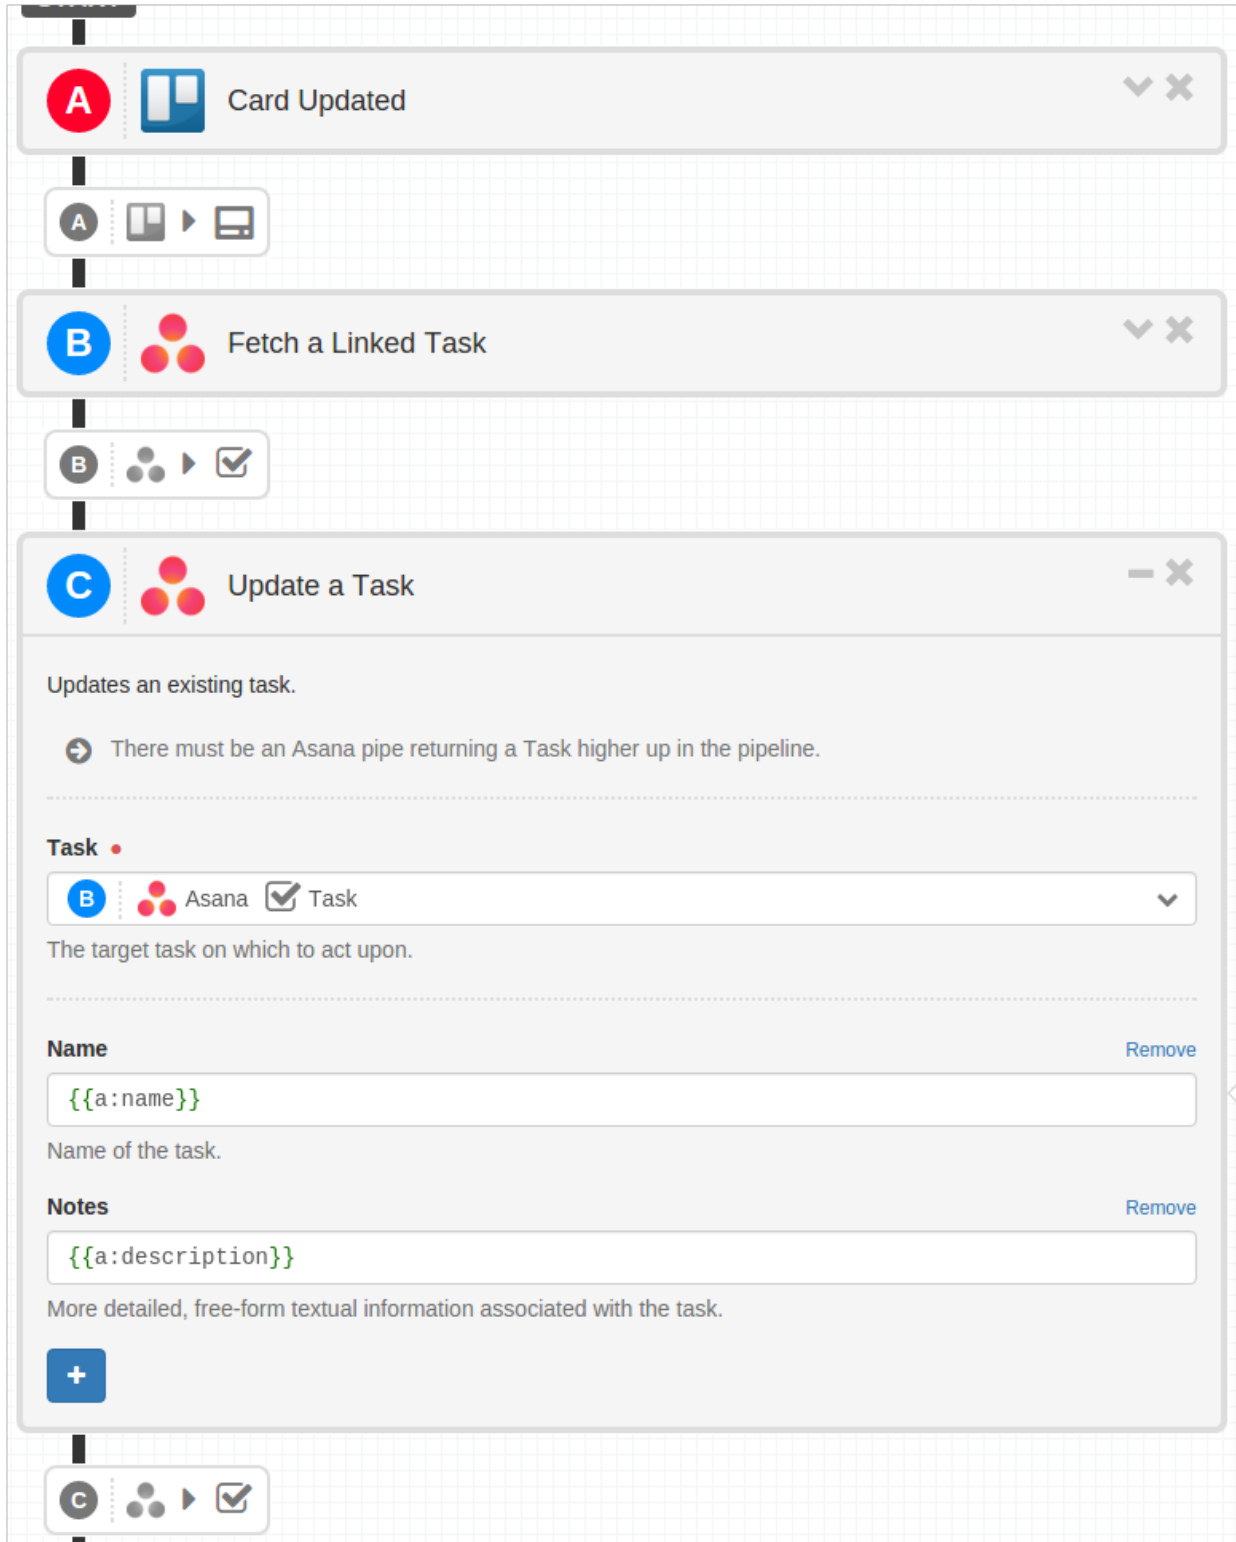 A Card Updated
A
B Fetch a Linked Task
B
C Update a Task
Updates an existing task.
There must be an Asana pipe returning a Task higher up in the pipeline.
Task
B Asana Task
The target task on which to act upon.
Name Remove
{{a:name}}
Name of the task.
Notes Remove
{{a:description}}
More detailed, free-form textual information associated with the task.
+
C